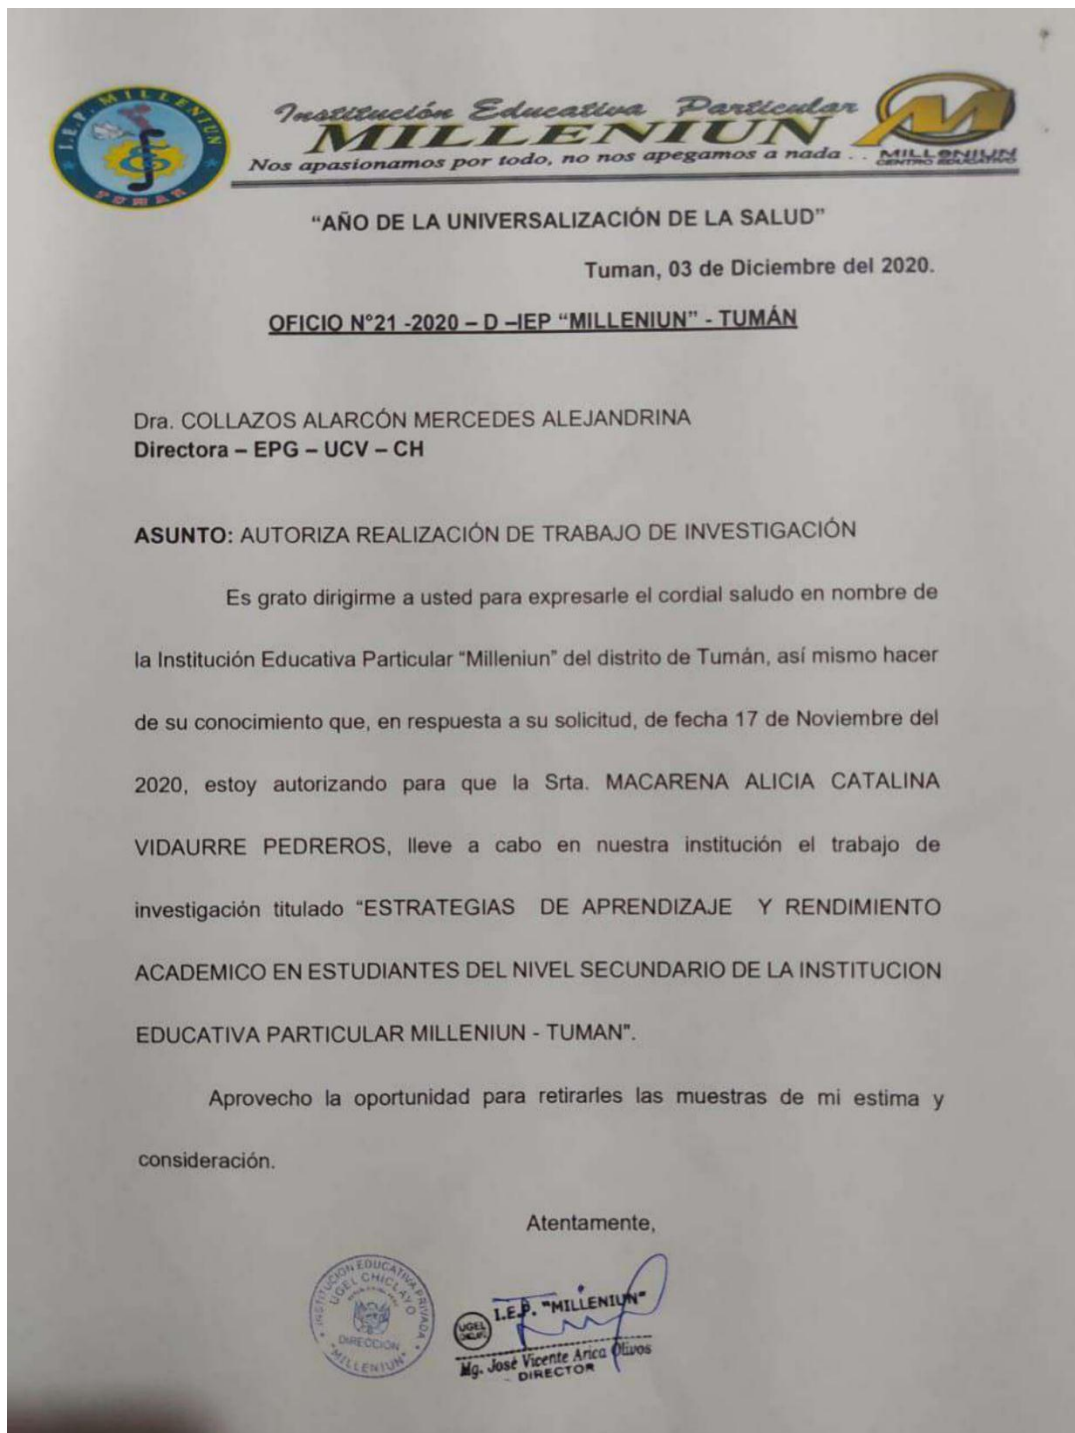 I.E.P. MILLENIUN
TUMAN
Institución Educativa Particular
MILLENIUN
Nos apasionamos por todo, no nos apegamos a nada . .
MILLENIUN
CENTRO EDUCATIVO
“AÑO DE LA UNIVERSALIZACIÓN DE LA SALUD”
Tuman, 03 de Diciembre del 2020.
OFICIO N°21 -2020 – D –IEP “MILLENIUN” - TUMÁN
Dra. COLLAZOS ALARCÓN MERCEDES ALEJANDRINA
Directora – EPG – UCV – CH
ASUNTO: AUTORIZA REALIZACIÓN DE TRABAJO DE INVESTIGACIÓN
Es grato dirigirme a usted para expresarle el cordial saludo en nombre de
la Institución Educativa Particular “Milleniun” del distrito de Tumán, así mismo hacer
de su conocimiento que, en respuesta a su solicitud, de fecha 17 de Noviembre del
2020, estoy autorizando para que la Srta. MACARENA ALICIA CATALINA
VIDAURRE PEDREROS, lleve a cabo en nuestra institución el trabajo de
investigación titulado “ESTRATEGIAS DE APRENDIZAJE Y RENDIMIENTO
ACADEMICO EN ESTUDIANTES DEL NIVEL SECUNDARIO DE LA INSTITUCION
EDUCATIVA PARTICULAR MILLENIUN - TUMAN”.
Aprovecho la oportunidad para retirarles las muestras de mi estima y
consideración.
Atentamente,
INSTITUCION EDUCATIVA PRIVADA
UGEL CHICLAYO
DIRECCION
"MILLENIUN"
I.E.P. "MILLENIUN"
UGEL
Mg. José Vicente Arica Olivos
DIRECTOR